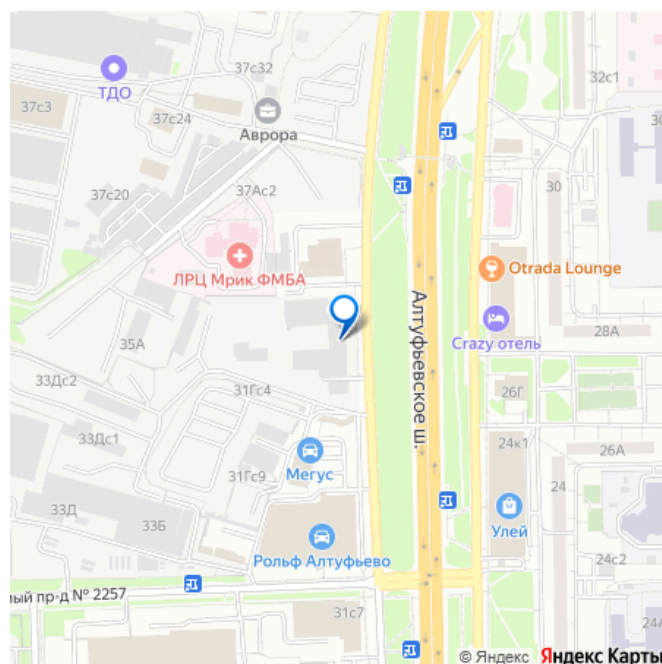 37с32
32с1
ТДО
37с3
37с24
Аврора
30
37с20
37Ас2
30
ЛРЦ Мрик ФМБА
Otrada Lounge
Алтуфьевское ш.
28А
Crazy отель
35А
33Дс2
31Гс4
26Г
33Дс1
24к1
26А
31Гс9
Мегус
24
33Д
33Б
Улей
Рольф Алтуфьево
24с2
мый пр-д № 2257
31с7
24А
© Яндекс Яндекс Карты